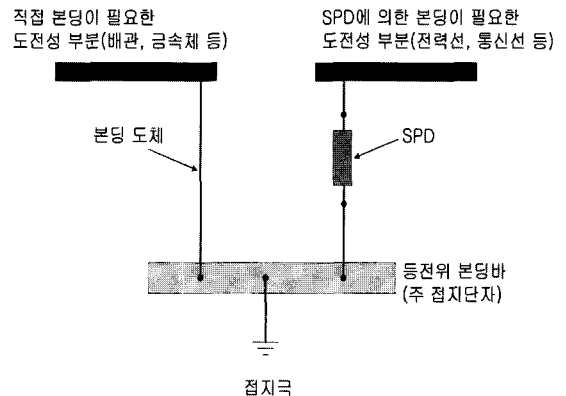 직접 본딩이 필요한
도전성 부분(배관, 금속체 등)
SPD에 의한 본딩이 필요한
도전성 부분(전력선, 통신선 등)
본딩 도체
SPD
등전위 본딩바
(주 접지단자)
접지극